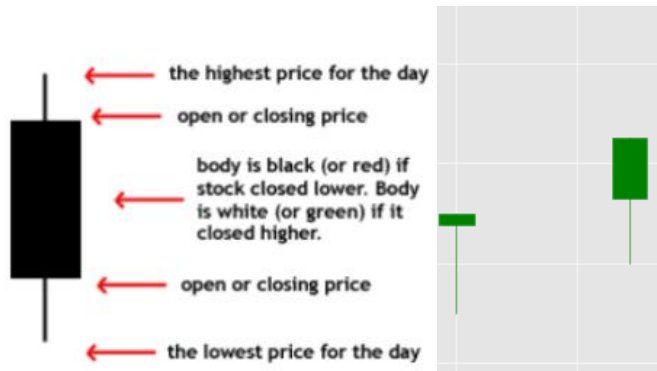 the highest price for the day
open or closing price
body is black (or red) if
stock closed lower. Body
is white (or green) if it
closed higher.
open or closing price
the lowest price for the day